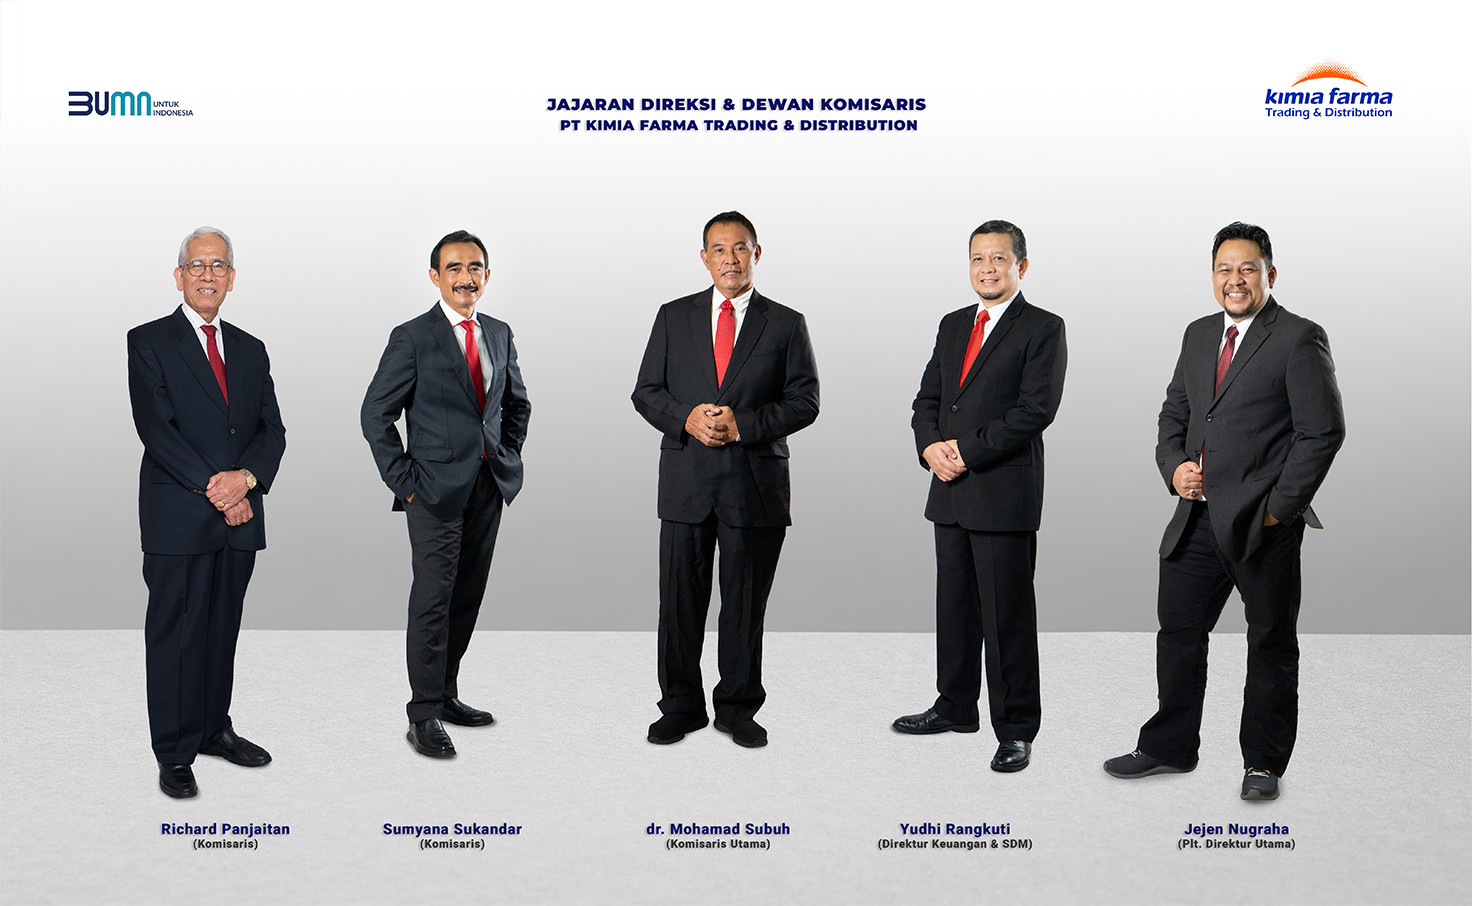 BUMN UNTUK
INDONESIA
JAJARAN DIREKSI & DEWAN KOMISARIS
PT KIMIA FARMA TRADING & DISTRIBUTION
kimia farma
Trading & Distribution
Richard Panjaitan
(Komisaris)
Sumyana Sukandar
(Komisaris)
dr. Mohamad Subuh
(Komisaris Utama)
Yudhi Rangkuti
(Direktur Keuangan & SDM)
Jejen Nugraha
(Plt. Direktur Utama)